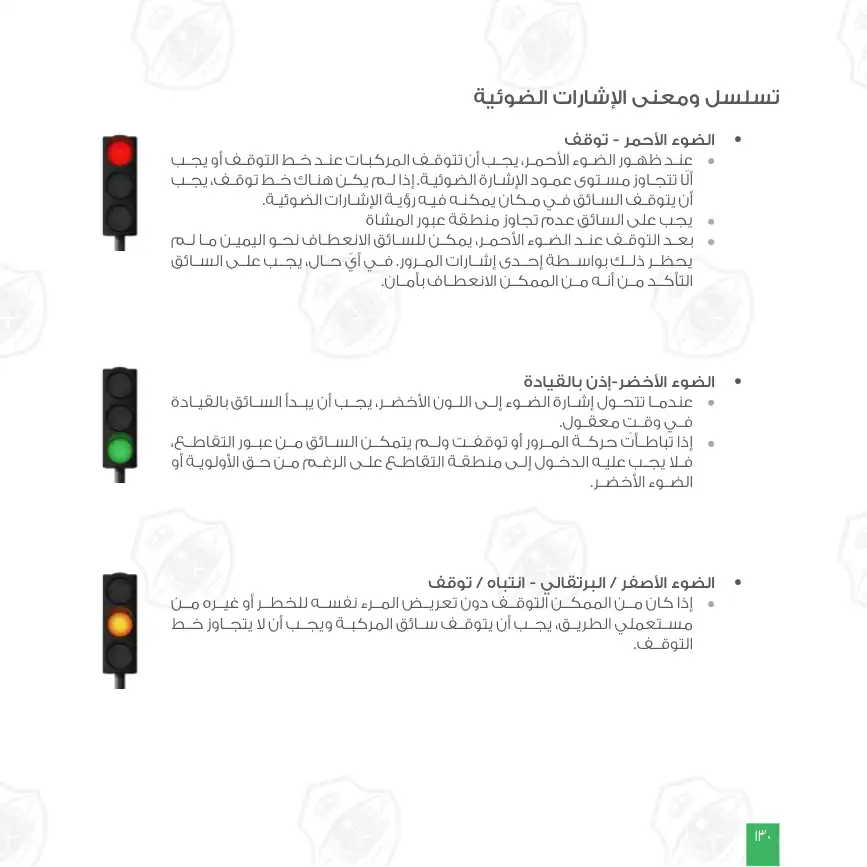 تسلسل ومعنى الإشارات الضوئية
• الضوء الأحمر - توقف
• عند ظهور الضوء الأحمر، يجب أن تتوقف المركبات عند خط التوقف أو يجب
ألّا تتجاوز مستوى عمود الإشارة الضوئية. إذا لم يكن هناك خط توقف، يجب
أن يتوقف السائق في مكان يمكنه فيه رؤية الإشارات الضوئية.
• يجب على السائق عدم تجاوز منطقة عبور المشاة
• بعد التوقف عند الضوء الأحمر، يمكن للسائق الانعطاف نحو اليمين ما لم
يحظر ذلك بواسطة إحدى إشارات المرور. في أيّ حال، يجب على السائق
التأكد من أنه من الممكن الانعطاف بأمان.
• الضوء الأخضر-إذن بالقيادة
• عندما تتحول إشارة الضوء إلى اللون الأخضر، يجب أن يبدأ السائق بالقيادة
في وقت معقول.
• إذا تباطأت حركة المرور أو توقفت ولم يتمكن السائق من عبور التقاطع،
فلا يجب عليه الدخول إلى منطقة التقاطع على الرغم من حق الأولوية أو
الضوء الأخضر.
• الضوء الأصفر / البرتقالي - انتباه / توقف
• إذا كان من الممكن التوقف دون تعريض المرء نفسه للخطر أو غيره من
مستعملي الطريق، يجب أن يتوقف سائق المركبة ويجب أن لا يتجاوز خط
التوقف.
١٣٠